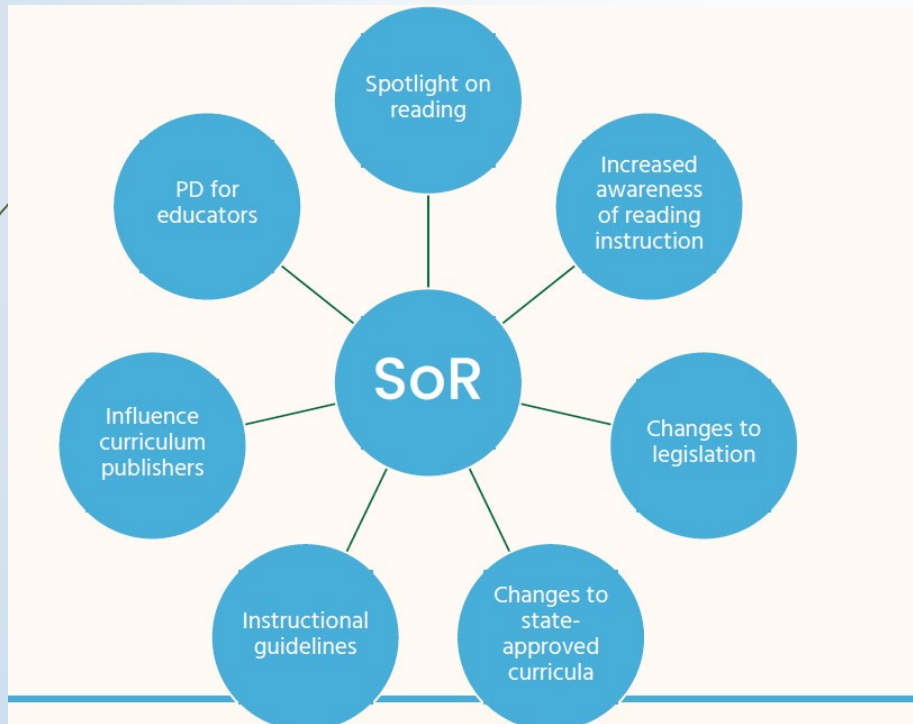 Spotlight on
reading
Increased
awareness
of reading
instruction
PD for
educators
SoR
Influence
curriculum
publishers
Changes to
legislation
Instructional
guidelines
Changes to
state-
approved
curricula